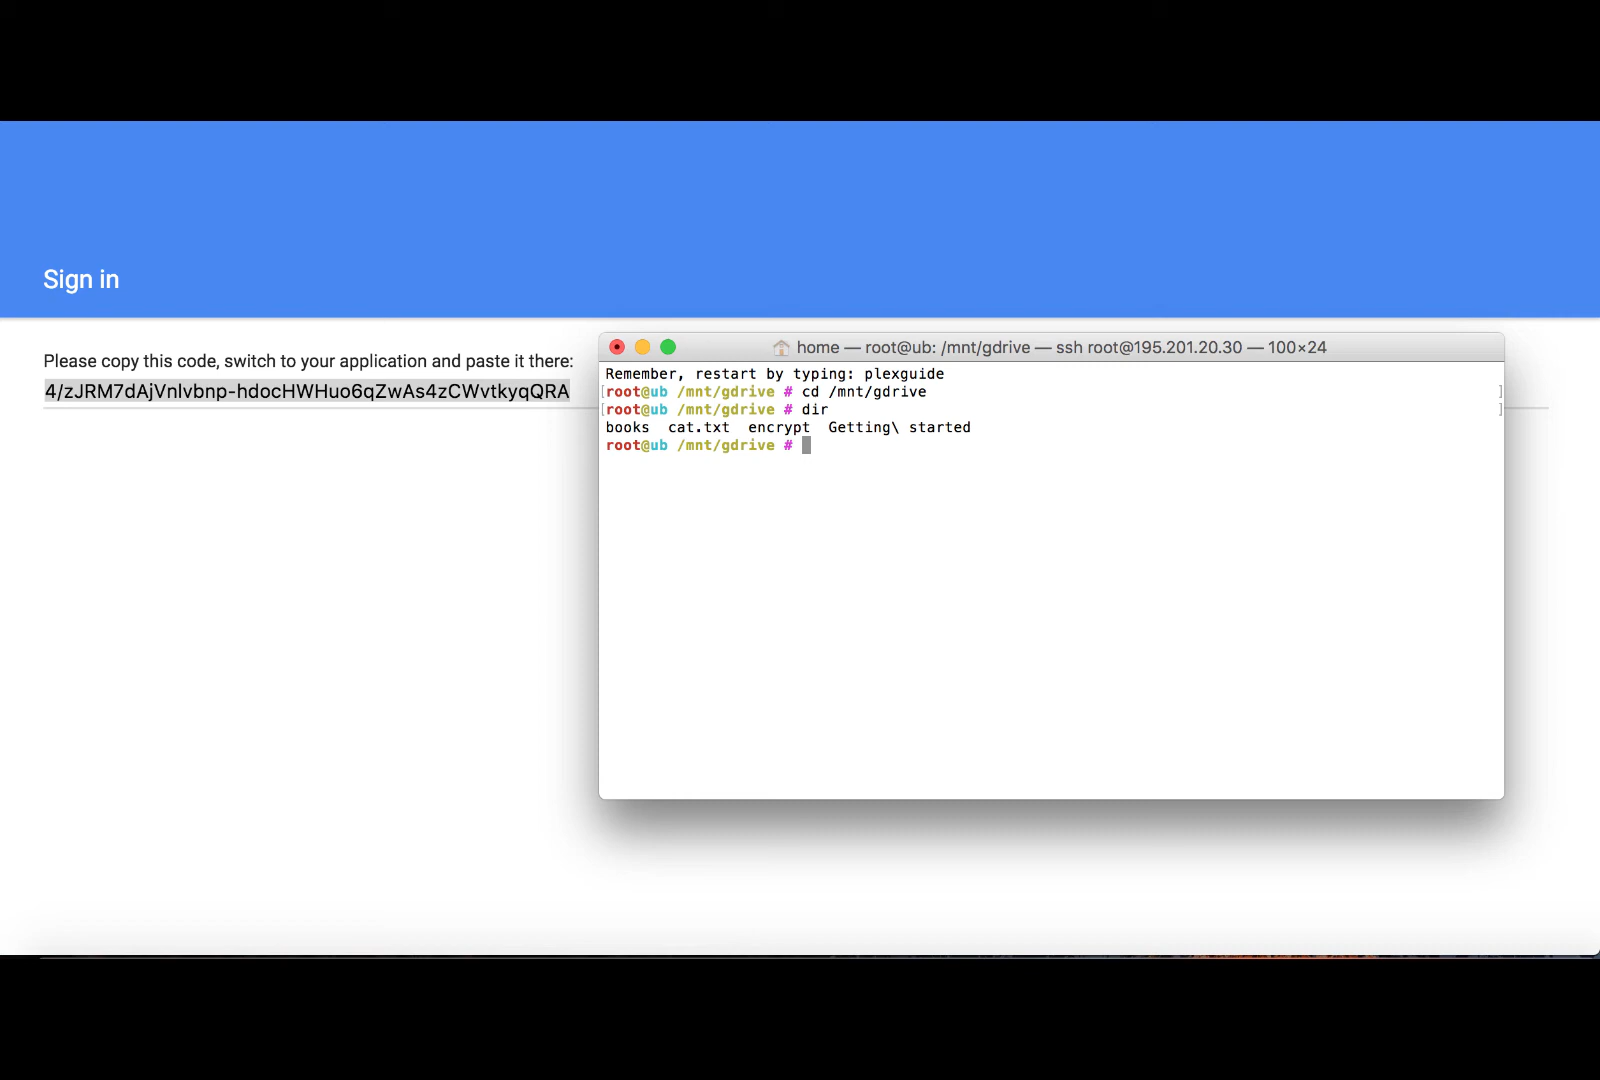 Sign in
Please copy this code, switch to your application and paste it there:
4/zJRM7dAjVnlvbnp-hdocHWHuo6qZwAs4zCWvtkyqQRA
home — root@ub: /mnt/gdrive — ssh root@195.201.20.30 — 100×24
Remember, restart by typing: plexguide
[root@ub /mnt/gdrive # cd /mnt/gdrive ]
[root@ub /mnt/gdrive # dir ]
books  cat.txt  encrypt  Getting\ started
root@ub /mnt/gdrive #